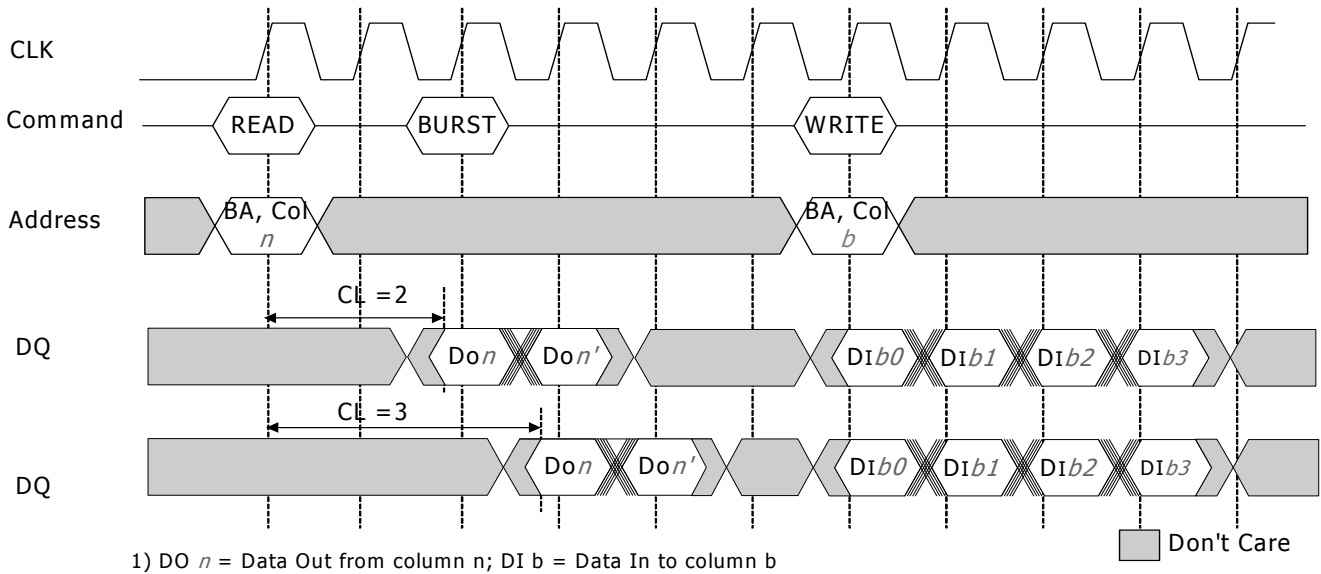 CLK
Command READ BURST WRITE
Address BA, Col n BA, Col b
CL =2
DQ Don Don' DIb0 DIb1 DIb2 DIb3
CL =3
DQ Don Don' DIb0 DIb1 DIb2 DIb3
Don't Care
1) DO n = Data Out from column n; DI b = Data In to column b